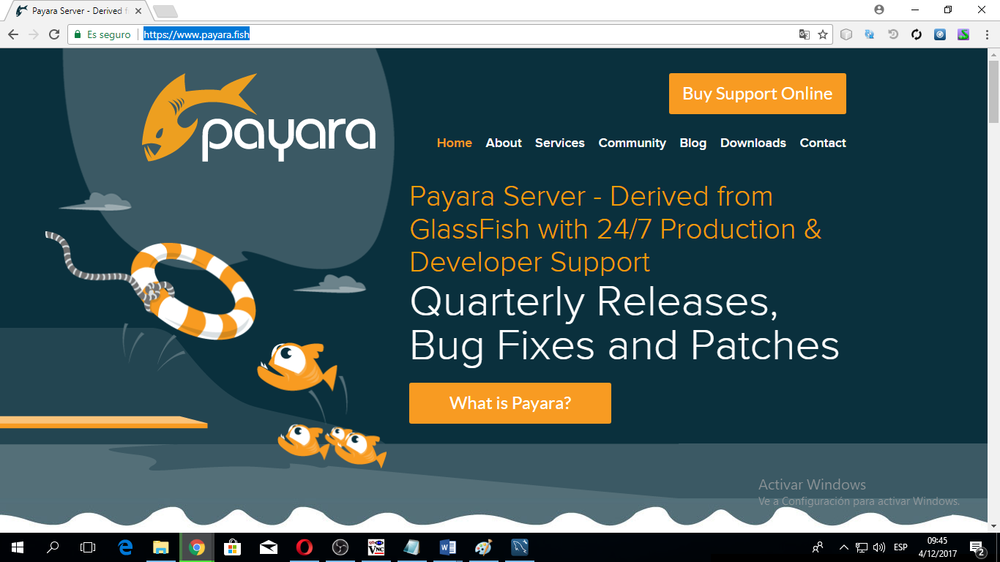 Payara Server - Derived f
Es seguro
https://www.payara.fish
payara
Buy Support Online
Home About Services Community Blog Downloads Contact
Payara Server - Derived from
GlassFish with 24/7 Production &
Developer Support
Quarterly Releases,
Bug Fixes and Patches
What is Payara?
Activar Windows
Ve a Configuración para activar Windows.
VNC
ESP
09:45
4/12/2017
2